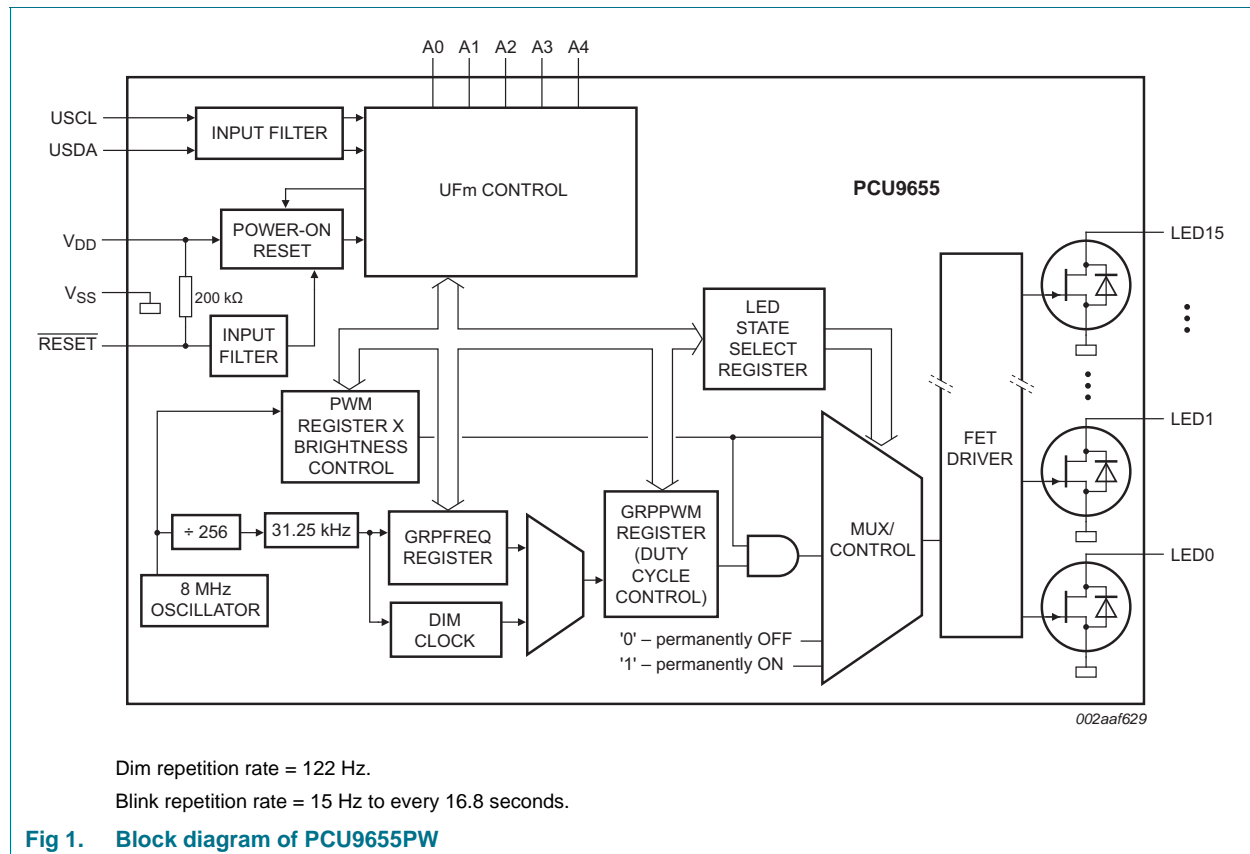 A0 A1 A2 A3 A4
USCL
USDA
INPUT FILTER
UFm CONTROL
PCU9655
VDD
POWER-ON
RESET
VSS
200 kΩ
RESET
INPUT
FILTER
LED
STATE
SELECT
REGISTER
LED15
PWM
REGISTER X
BRIGHTNESS
CONTROL
FET
DRIVER
LED1
÷ 256
31.25 kHz
GRPFREQ
REGISTER
GRPPWM
REGISTER
(DUTY
CYCLE
CONTROL)
MUX/
CONTROL
8 MHz
OSCILLATOR
DIM
CLOCK
LED0
'0' – permanently OFF
'1' – permanently ON
002aaf629
Dim repetition rate = 122 Hz.
Blink repetition rate = 15 Hz to every 16.8 seconds.
Fig 1. Block diagram of PCU9655PW